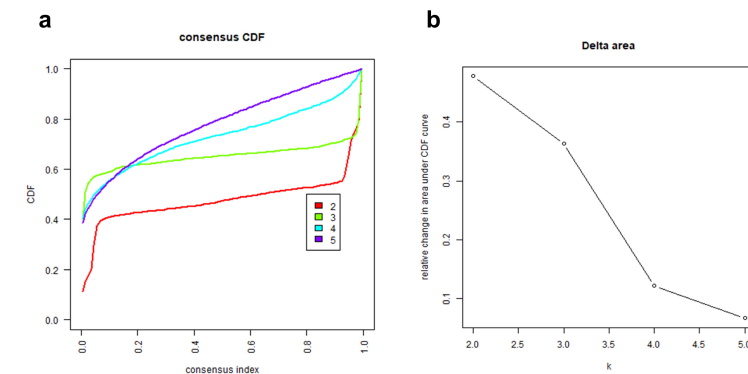 a
consensus CDF
CDF
1.0
0.8
0.6
0.4
0.2
0.0
2
3
4
5
0.0 0.2 0.4 0.6 0.8 1.0
consensus index
b
Delta area
relative change in area under CDF curve
0.4
0.3
0.2
0.1
2.0 2.5 3.0 3.5 4.0 4.5 5.0
k